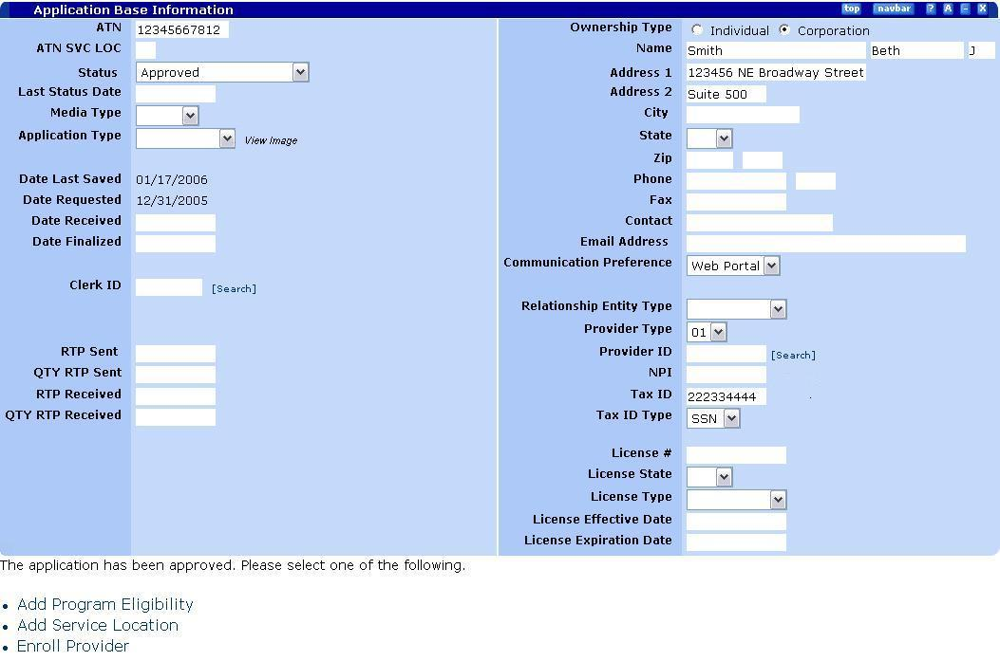 Application Base Information top navbar ? A – X
ATN 12345667812
ATN SVC LOC
Status Approved
Last Status Date
Media Type
Application Type View Image
Date Last Saved 01/17/2006
Date Requested 12/31/2005
Date Received
Date Finalized
Clerk ID [Search]
RTP Sent
QTY RTP Sent
RTP Received
QTY RTP Received
Ownership Type Individual Corporation
Name Smith Beth J
Address 1 123456 NE Broadway Street
Address 2 Suite 500
City
State
Zip
Phone
Fax
Contact
Email Address
Communication Preference Web Portal
Relationship Entity Type
Provider Type 01
Provider ID [Search]
NPI
Tax ID 222334444
Tax ID Type SSN
License #
License State
License Type
License Effective Date
License Expiration Date
The application has been approved. Please select one of the following.
• Add Program Eligibility
• Add Service Location
• Enroll Provider